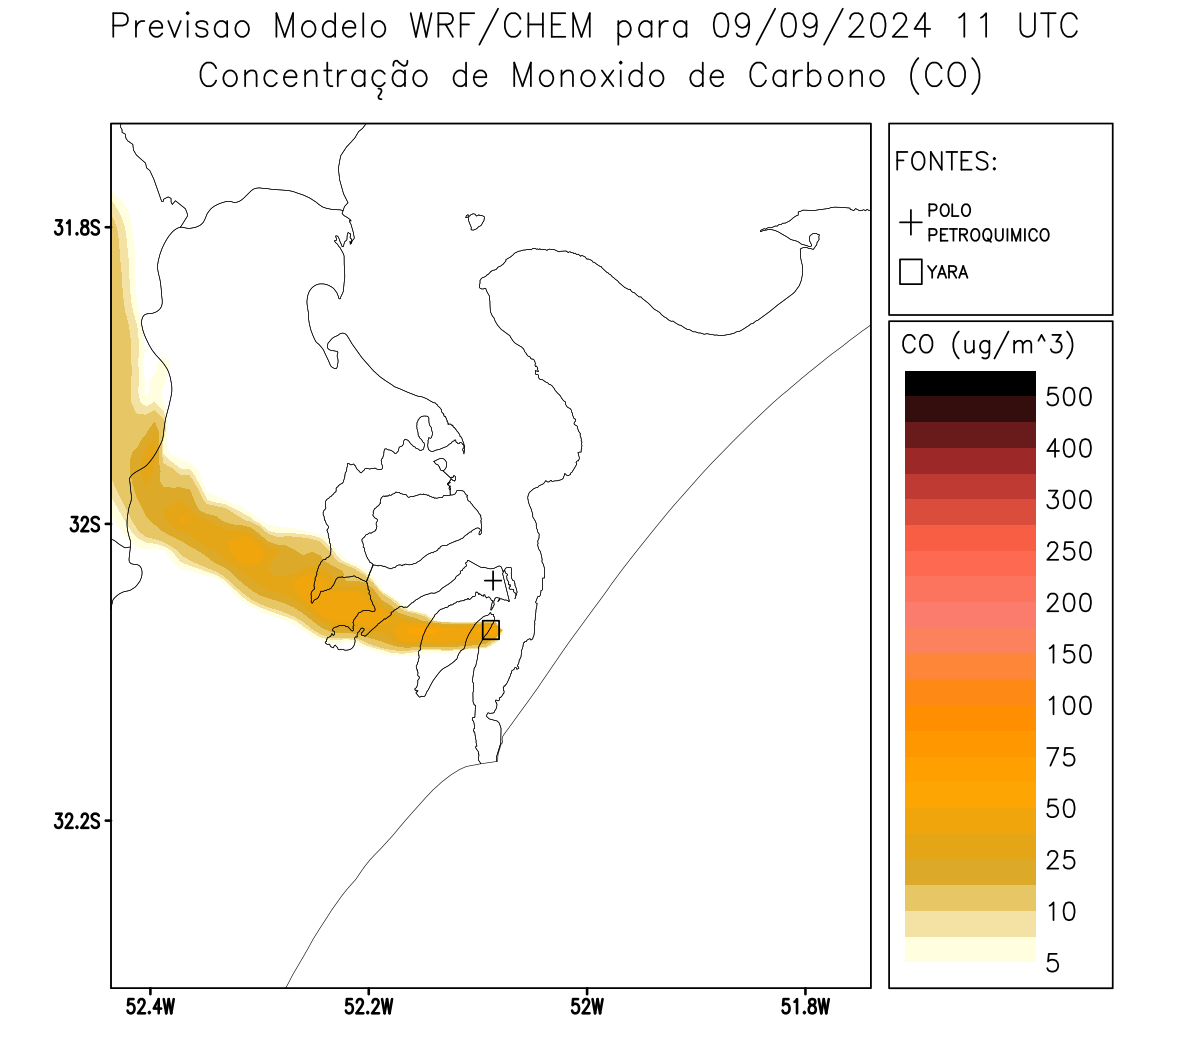 Previsao Modelo WRF/CHEM para 09/09/2024 11 UTC
Concentração de Monoxido de Carbono (CO)
FONTES:
POLO
PETROQUIMICO
YARA
CO (ug/m^3)
500
400
300
250
200
150
100
75
50
25
10
5
31.8S
32S
32.2S
52.4W
52.2W
52W
51.8W